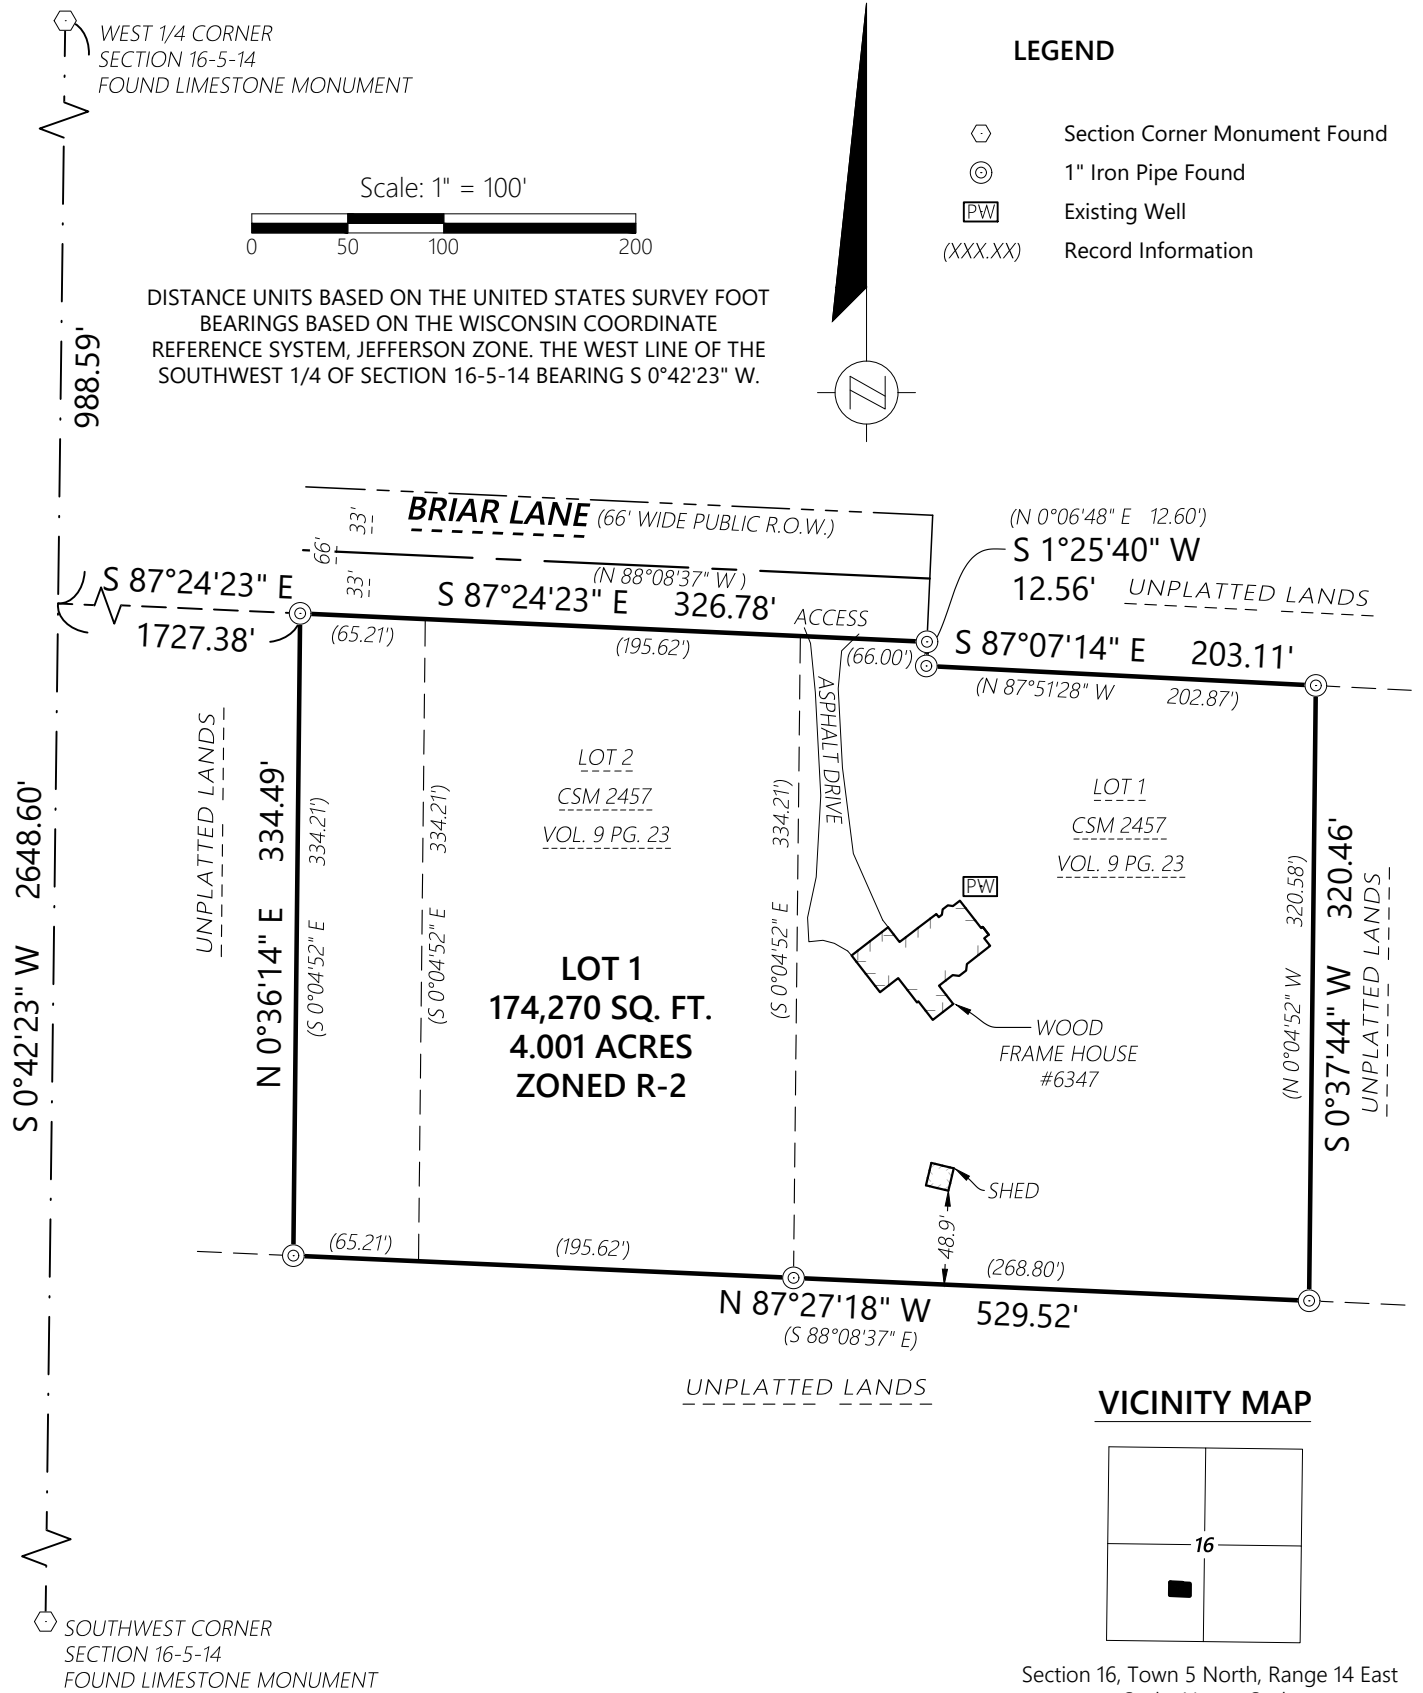 WEST 1/4 CORNER
SECTION 16-5-14
FOUND LIMESTONE MONUMENT
LEGEND
Section Corner Monument Found
1" Iron Pipe Found
PW
Existing Well
(XXX.XX)
Record Information
Scale: 1" = 100'
0 50 100 200
DISTANCE UNITS BASED ON THE UNITED STATES SURVEY FOOT
BEARINGS BASED ON THE WISCONSIN COORDINATE
REFERENCE SYSTEM, JEFFERSON ZONE. THE WEST LINE OF THE
SOUTHWEST 1/4 OF SECTION 16-5-14 BEARING S 0°42'23" W.
N
988.59'
BRIAR LANE (66' WIDE PUBLIC R.O.W.)
33'
66'
33'
(N 0°06'48" E 12.60')
S 1°25'40" W
12.56'
UNPLATTED LANDS
S 87°24'23" E
1727.38'
(N 88°08'37" W )
S 87°24'23" E 326.78'
ACCESS
(65.21')
(195.62')
(66.00')
S 87°07'14" E 203.11'
(N 87°51'28" W 202.87')
UNPLATTED LANDS
N 0°36'14" E 334.49'
(S 0°04'52" E 334.21')
(S 0°04'52" E 334.21')
(S 0°04'52" E 334.21')
ASPHALT DRIVE
LOT 2
CSM 2457
VOL. 9 PG. 23
LOT 1
CSM 2457
VOL. 9 PG. 23
PW
S 0°42'23" W 2648.60'
LOT 1
174,270 SQ. FT.
4.001 ACRES
ZONED R-2
WOOD
FRAME HOUSE
#6347
(N 0°04'52" W 320.58')
S 0°37'44" W 320.46'
UNPLATTED LANDS
SHED
48.9'
(65.21')
(195.62')
(268.80')
N 87°27'18" W 529.52'
(S 88°08'37" E)
UNPLATTED LANDS
VICINITY MAP
16
SOUTHWEST CORNER
SECTION 16-5-14
FOUND LIMESTONE MONUMENT
Section 16, Town 5 North, Range 14 East